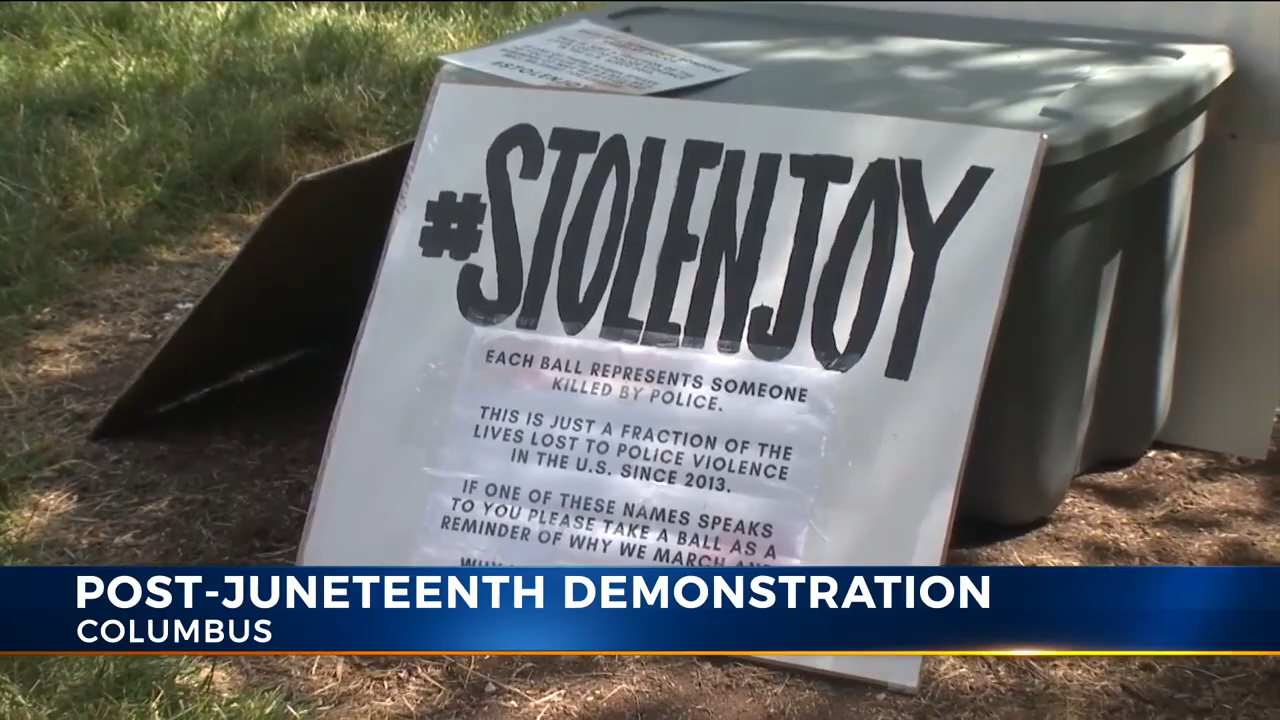 #STOLENJOY
#STOLENJOY
EACH BALL REPRESENTS SOMEONE
KILLED BY POLICE.
THIS IS JUST A FRACTION OF THE
LIVES LOST TO POLICE VIOLENCE
IN THE U.S. SINCE 2013.
IF ONE OF THESE NAMES SPEAKS
TO YOU PLEASE TAKE A BALL AS A
REMINDER OF WHY WE MARCH AND
POST-JUNETEENTH DEMONSTRATION
COLUMBUS